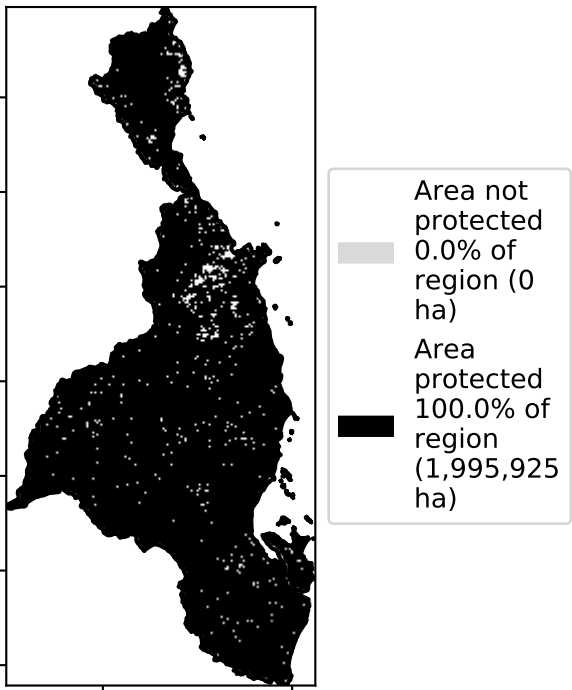 Area not
protected
0.0% of
region (0
ha)
Area
protected
100.0% of
region
(1,995,925
ha)